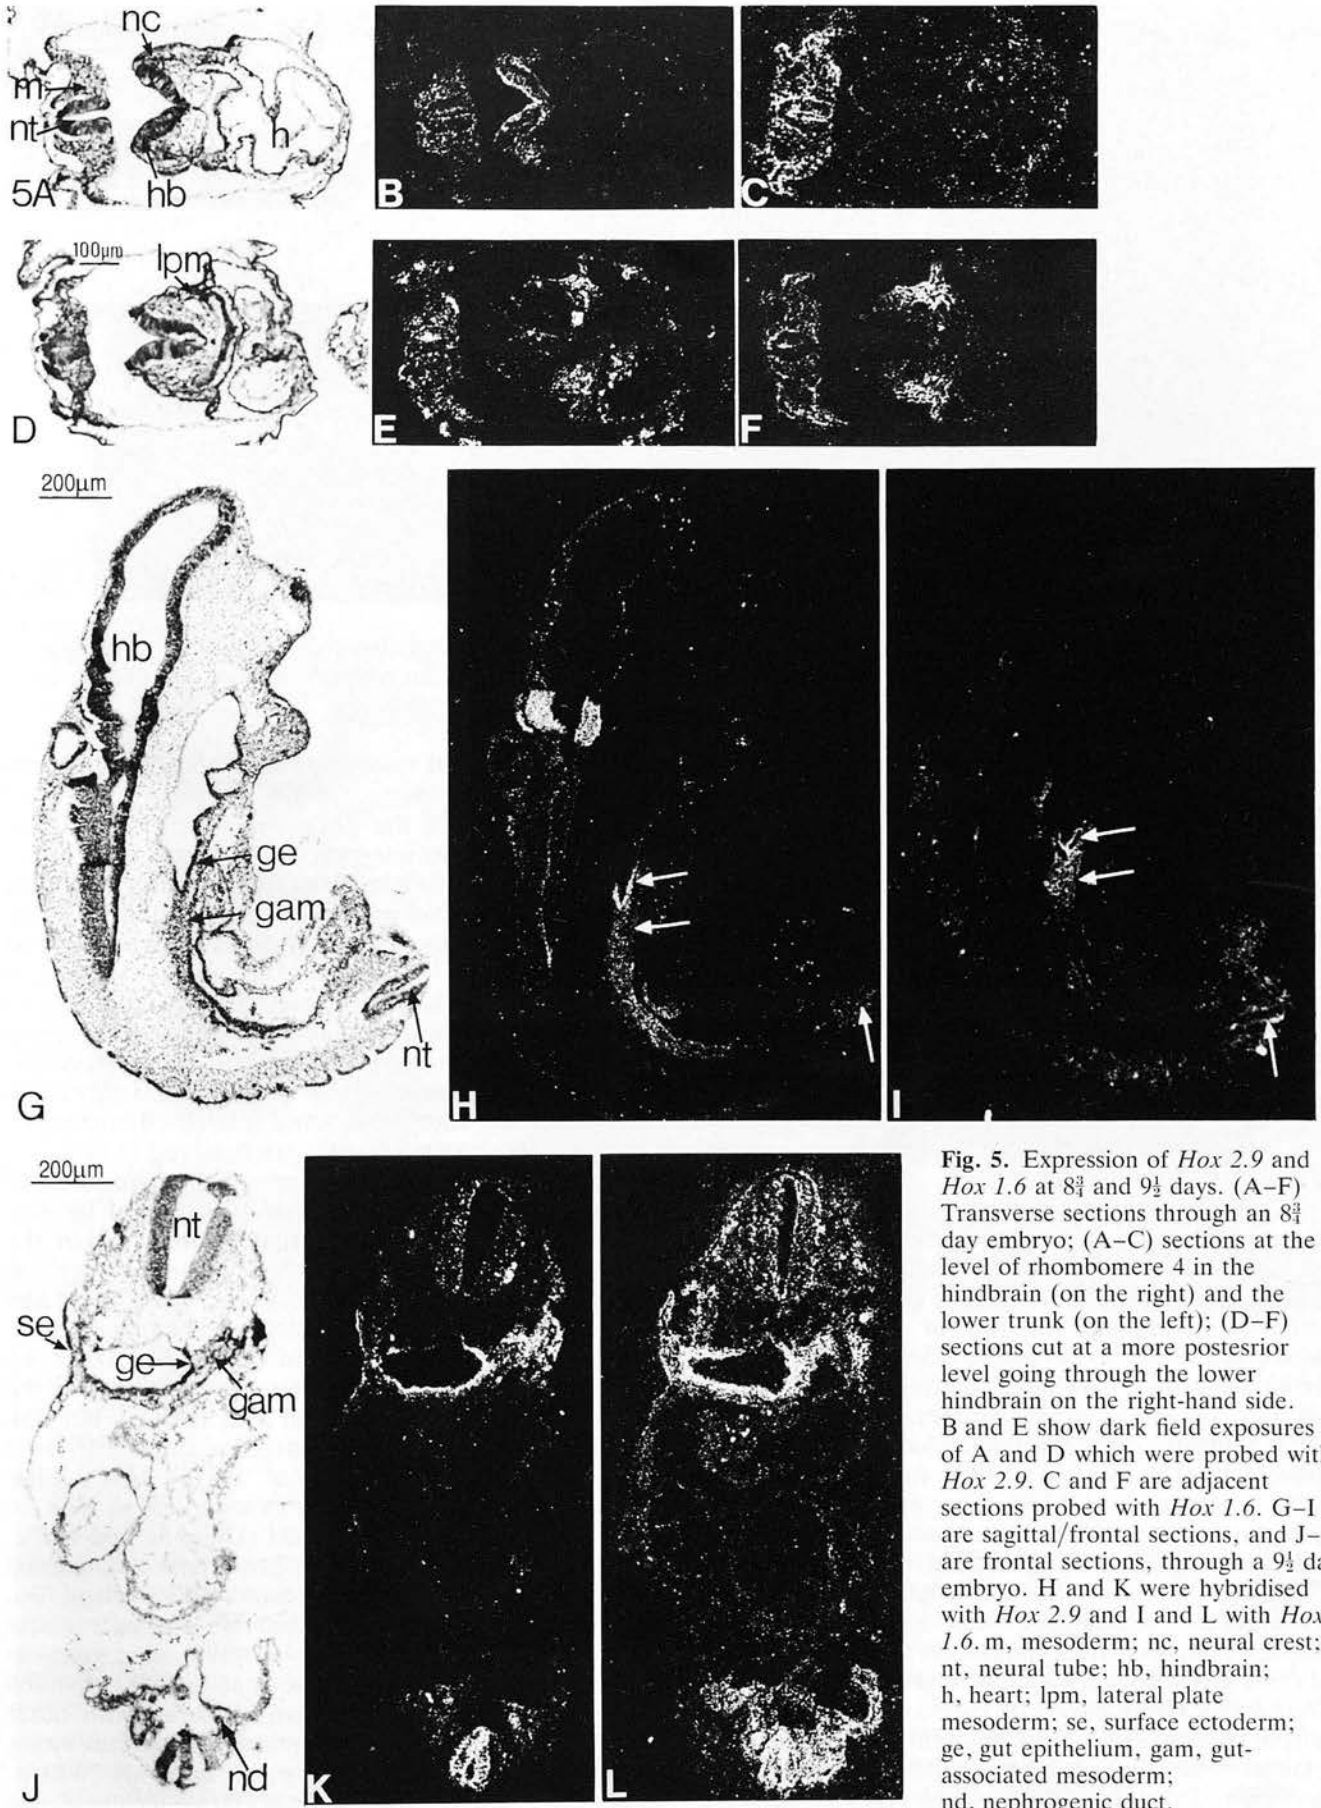 nc
m
nt
h
5A
hb
B
C
100μm
lpm
D
E
F
200μm
hb
ge
gam
nt
G
H
I
200μm
nt
se
ge
gam
nd
J
K
L
Fig. 5. Expression of Hox 2.9 and
Hox 1.6 at 8¾ and 9½ days. (A–F)
Transverse sections through an 8¾
day embryo; (A–C) sections at the
level of rhombomere 4 in the
hindbrain (on the right) and the
lower trunk (on the left); (D–F)
sections cut at a more postesrior
level going through the lower
hindbrain on the right-hand side.
B and E show dark field exposures
of A and D which were probed with
Hox 2.9. C and F are adjacent
sections probed with Hox 1.6. G–I
are sagittal/frontal sections, and J–
are frontal sections, through a 9½ da
embryo. H and K were hybridised
with Hox 2.9 and I and L with Hox
1.6. m, mesoderm; nc, neural crest;
nt, neural tube; hb, hindbrain;
h, heart; lpm, lateral plate
mesoderm; se, surface ectoderm;
ge, gut epithelium, gam, gut-
associated mesoderm;
nd, nephrogenic duct.